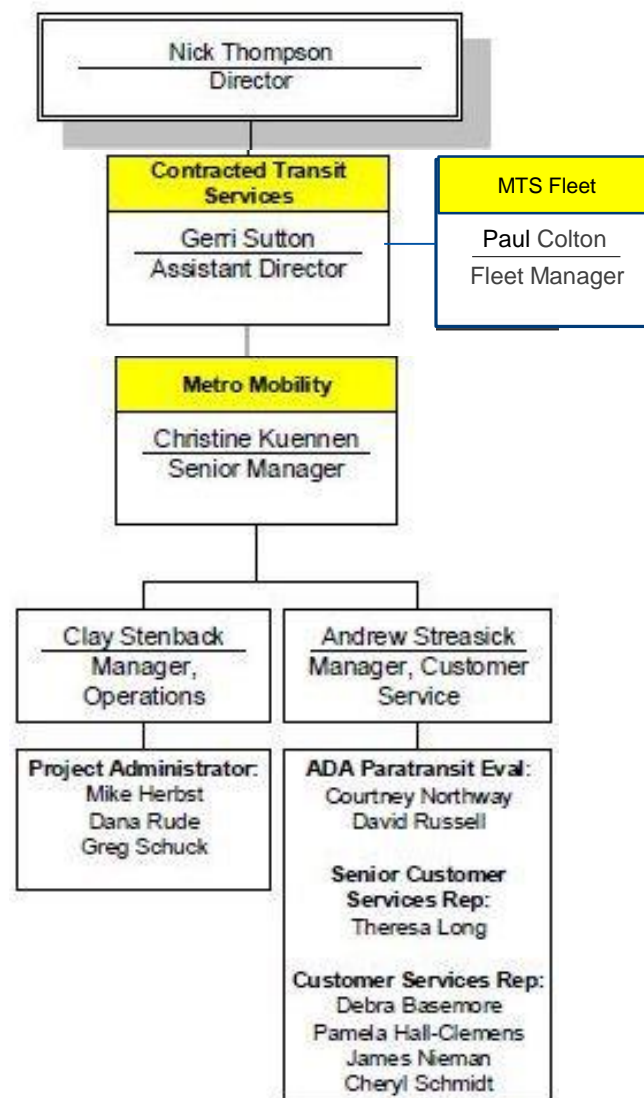 Nick Thompson
Director
Contracted Transit
Services
Gerri Sutton
Assistant Director
MTS Fleet
Paul Colton
Fleet Manager
Metro Mobility
Christine Kuennen
Senior Manager
Clay Stenback
Manager,
Operations
Andrew Streasick
Manager, Customer
Service
Project Administrator:
Mike Herbst
Dana Rude
Greg Schuck
ADA Paratransit Eval:
Courtney Northway
David Russell
Senior Customer
Services Rep:
Theresa Long
Customer Services Rep:
Debra Basemore
Pamela Hall-Clemens
James Nieman
Cheryl Schmidt